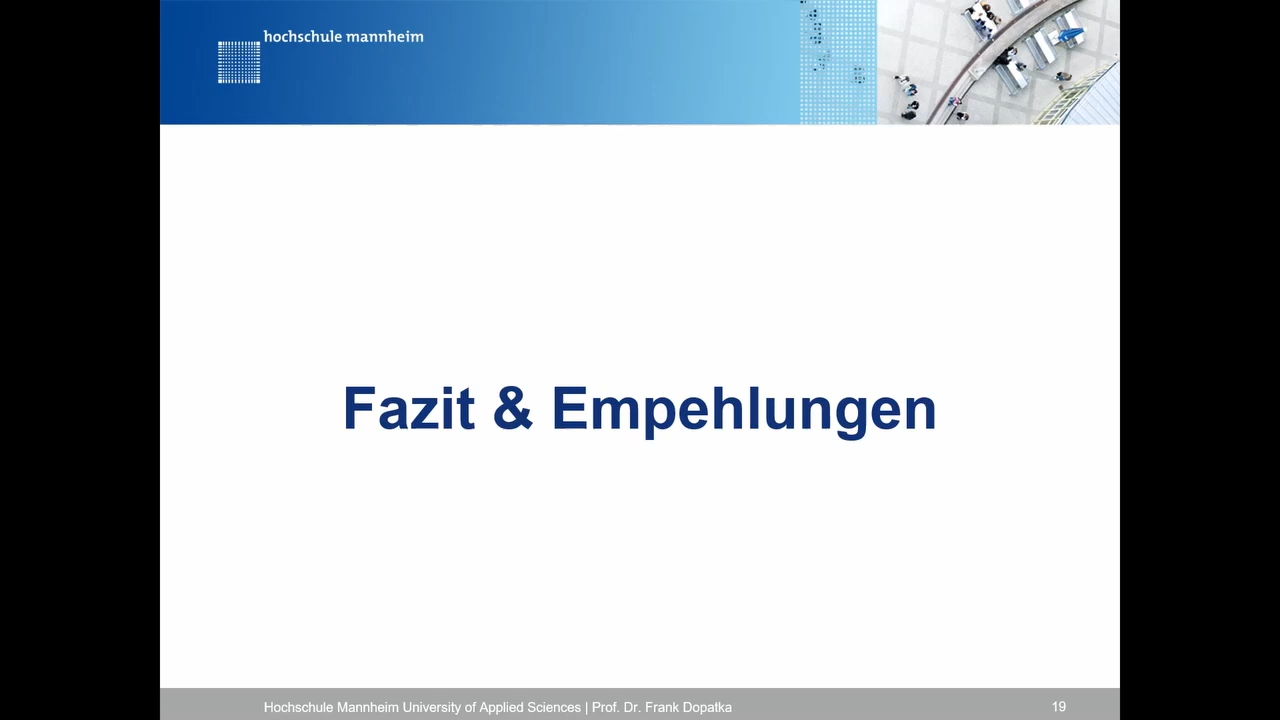 hochschule mannheim
Fazit & Empehlungen
Hochschule Mannheim University of Applied Sciences | Prof. Dr. Frank Dopatka
19